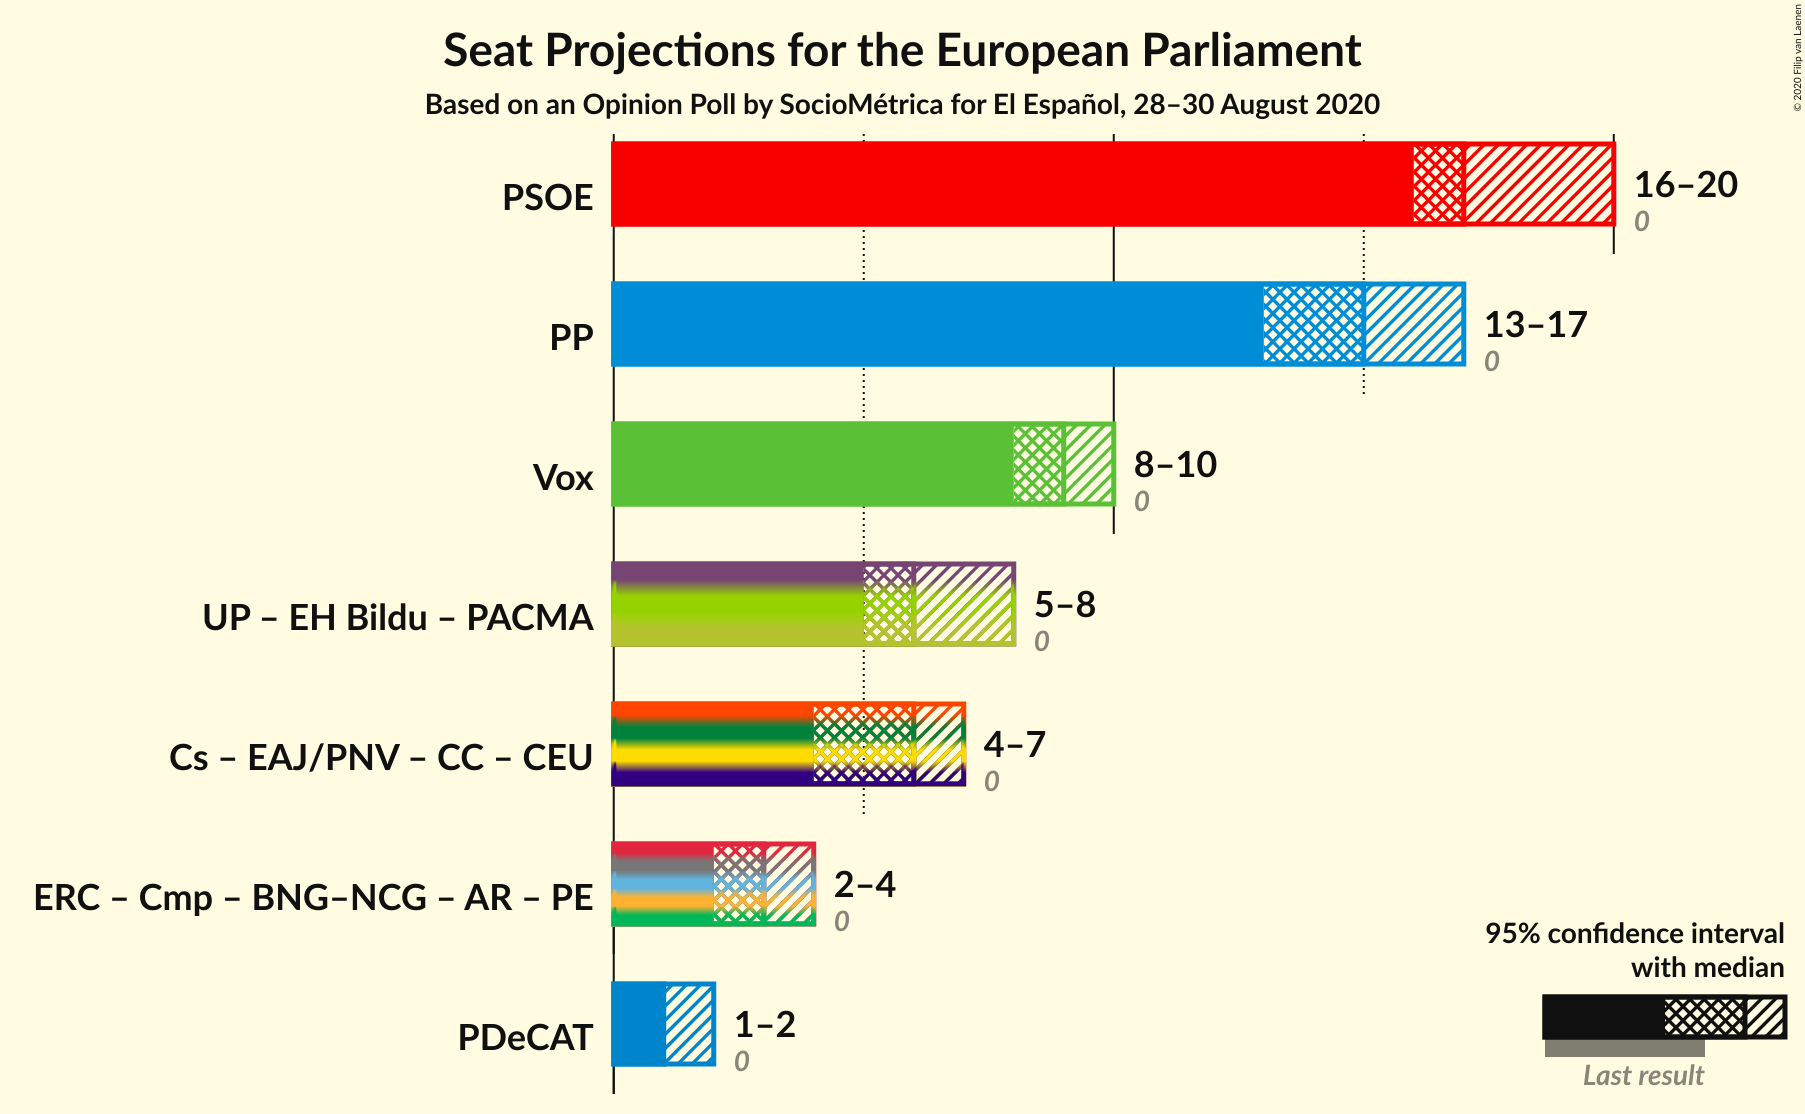 Seat Projections for the European Parliament
Based on an Opinion Poll by SocioMétrica for El Español, 28–30 August 2020
© 2020 Filip van Laenen
PSOE
16–20
0
PP
13–17
0
Vox
8–10
0
UP – EH Bildu – PACMA
5–8
0
Cs – EAJ/PNV – CC – CEU
4–7
0
ERC – Cmp – BNG–NCG – AR – PE
2–4
0
PDeCAT
1–2
0
95% confidence interval
with median
Last result